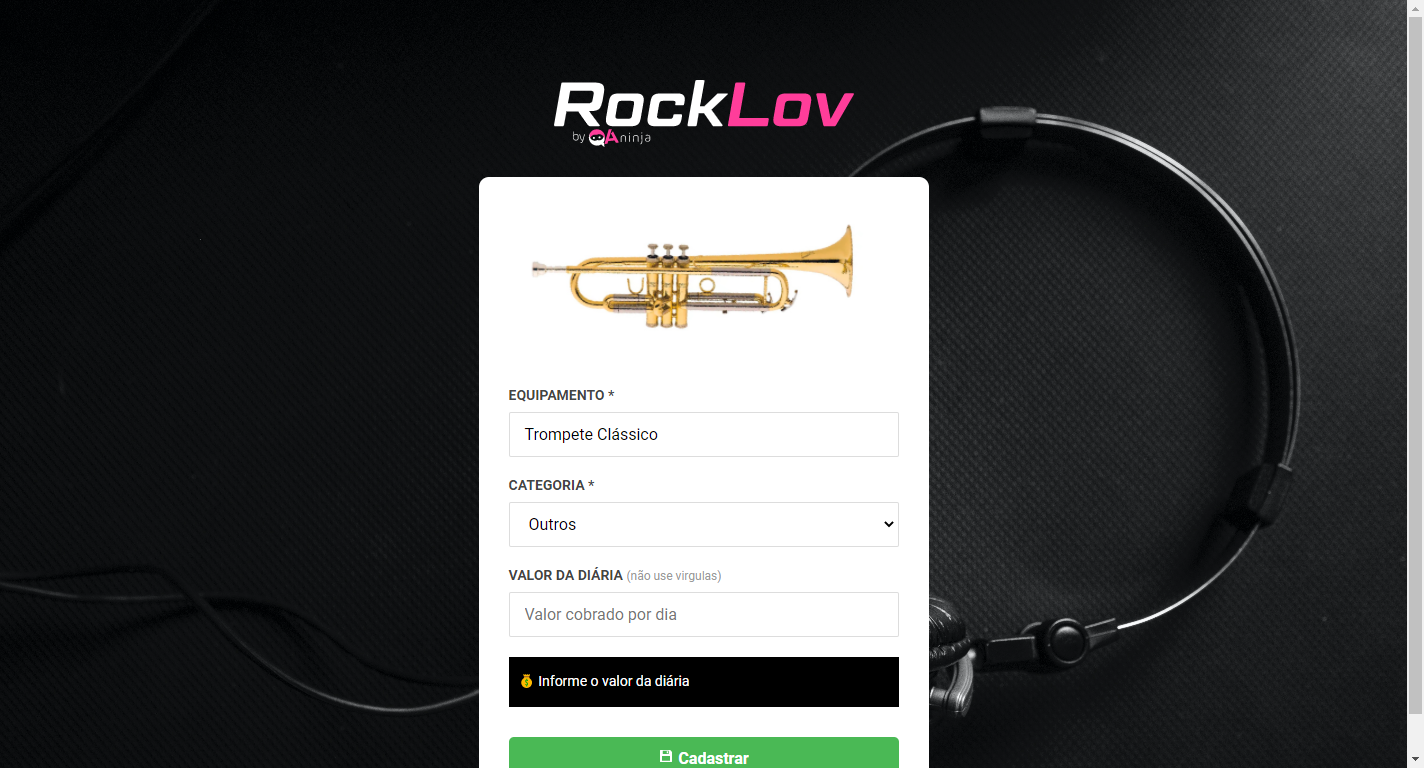 RockLov
by QAninja
EQUIPAMENTO *
Trompete Clássico
CATEGORIA *
Outros
VALOR DA DIÁRIA (não use virgulas)
Valor cobrado por dia
💰 Informe o valor da diária
Cadastrar